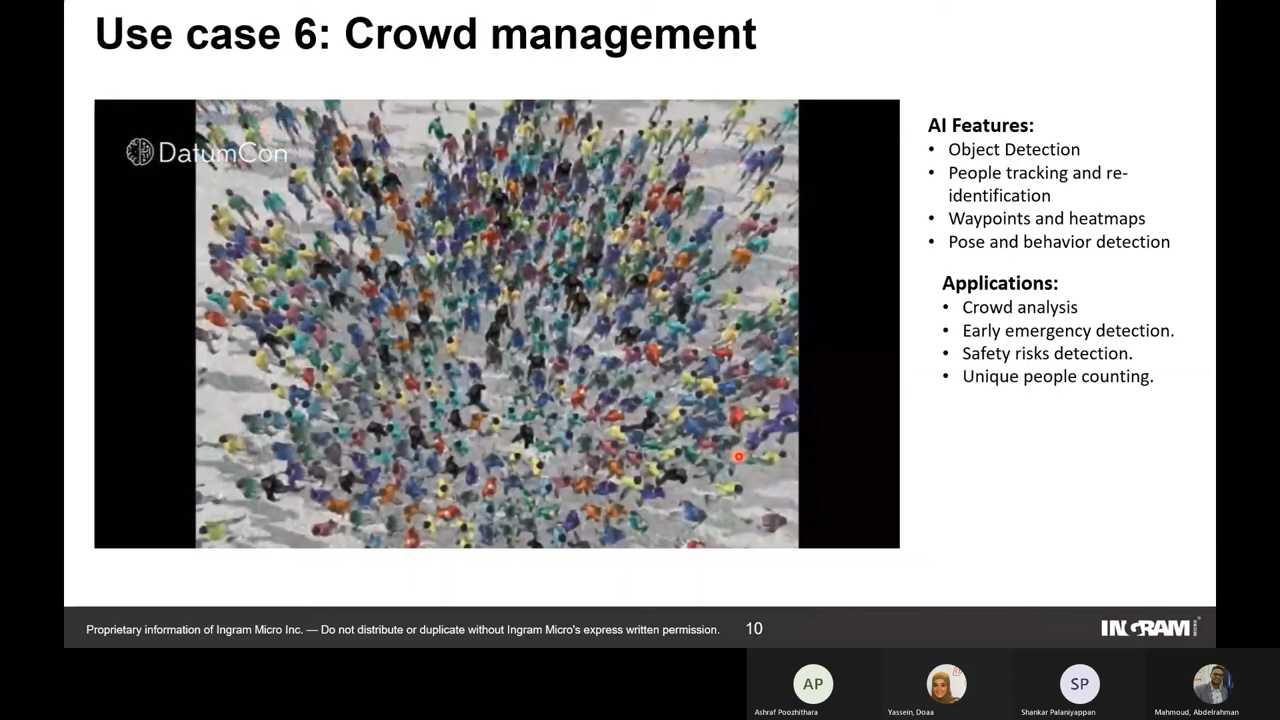 Use case 6: Crowd management
DatumCon
AI Features:
• Object Detection
• People tracking and re-
identification
• Waypoints and heatmaps
• Pose and behavior detection
Applications:
• Crowd analysis
• Early emergency detection.
• Safety risks detection.
• Unique people counting.
Proprietary information of Ingram Micro Inc. — Do not distribute or duplicate without Ingram Micro's express written permission.
10
INGRAM MICRO
AP
SP
Ashraf Poozhithara
Yassein, Doaa
Shankar Palaniyappan
Mahmoud, Abdelrahman